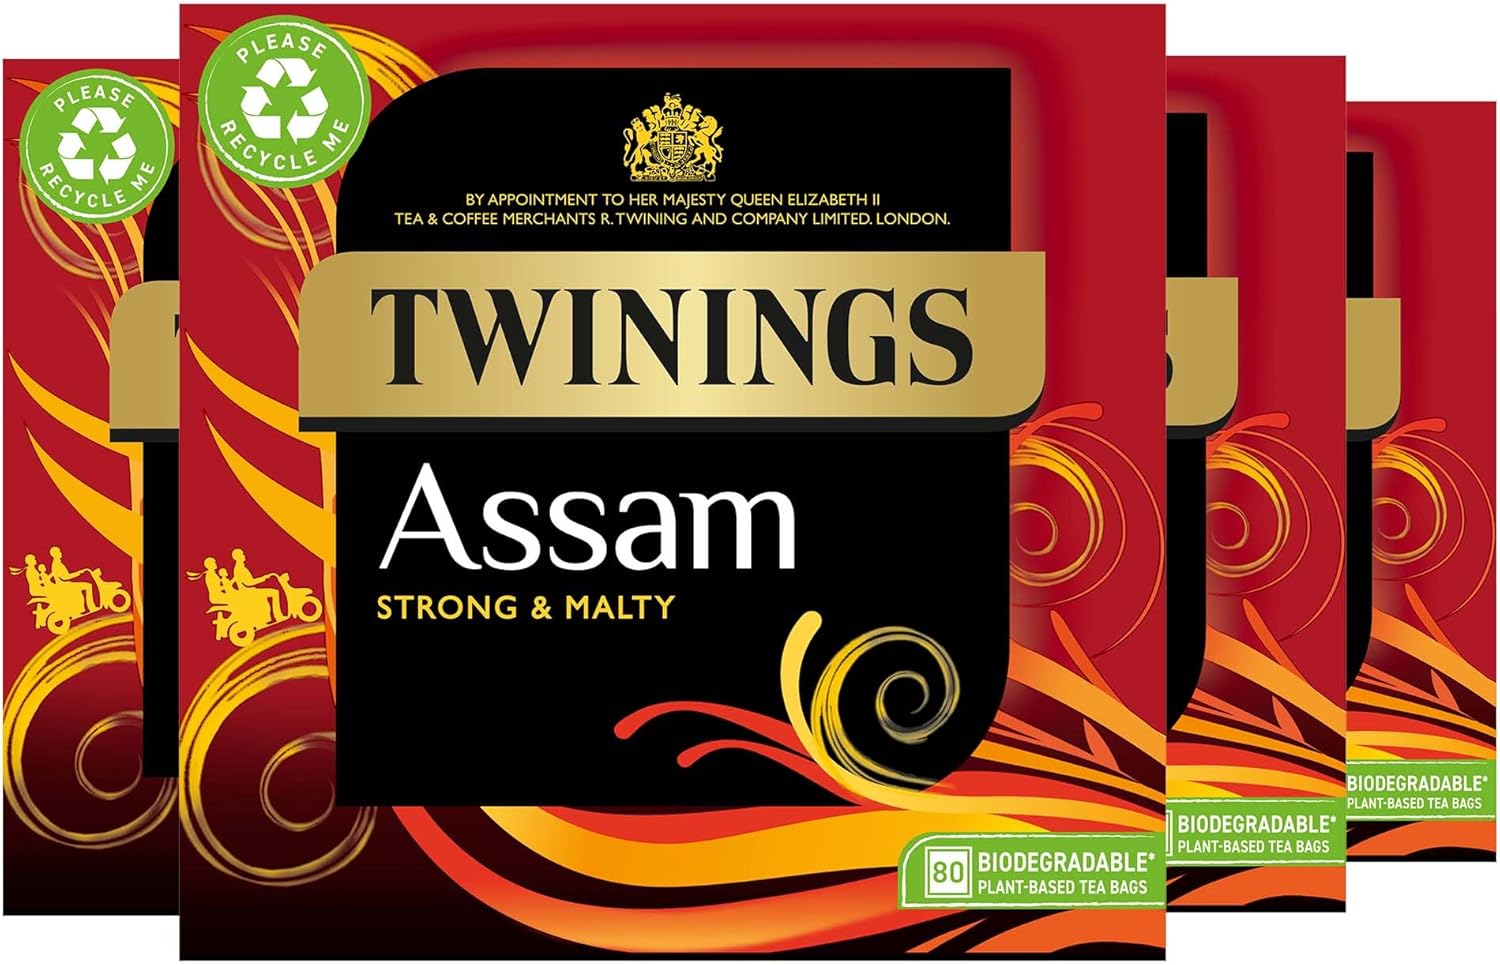 PLEASE
RECYCLE ME
PLEASE
RECYCLE ME
BY APPOINTMENT TO HER MAJESTY QUEEN ELIZABETH II
TEA & COFFEE MERCHANTS R. TWINING AND COMPANY LIMITED. LONDON.
TWININGS
Assam
STRONG & MALTY
80 BIODEGRADABLE*
PLANT-BASED TEA BAGS
BIODEGRADABLE*
PLANT-BASED TEA BAGS
BIODEGRADABLE*
PLANT-BASED TEA BAGS